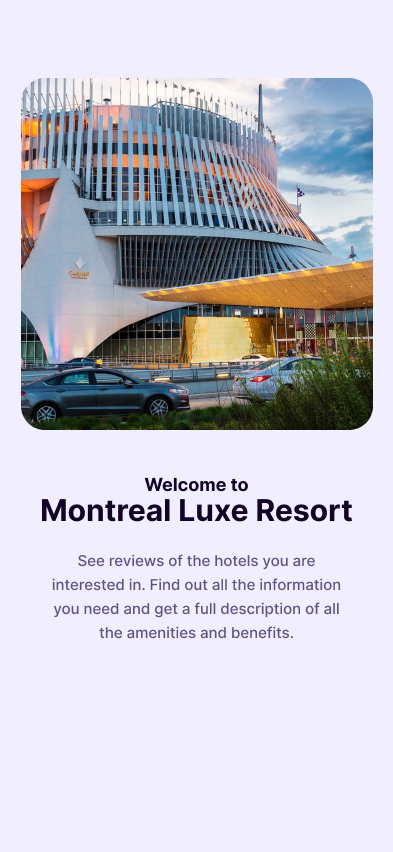 Welcome to
Montreal Luxe Resort
See reviews of the hotels you are
interested in. Find out all the information
you need and get a full description of all
the amenities and benefits.